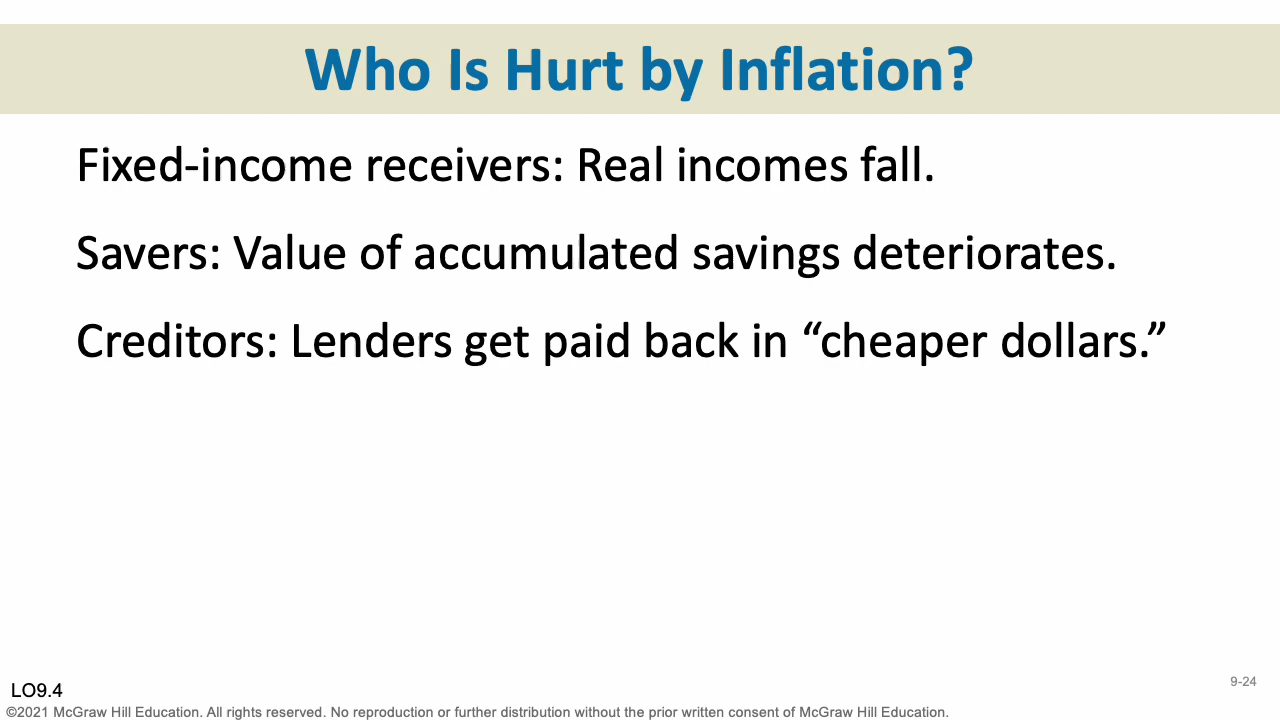 Who Is Hurt by Inflation?
Fixed-income receivers: Real incomes fall.
Savers: Value of accumulated savings deteriorates.
Creditors: Lenders get paid back in “cheaper dollars.”
9-24
LO9.4
©2021 McGraw Hill Education. All rights reserved. No reproduction or further distribution without the prior written consent of McGraw Hill Education.